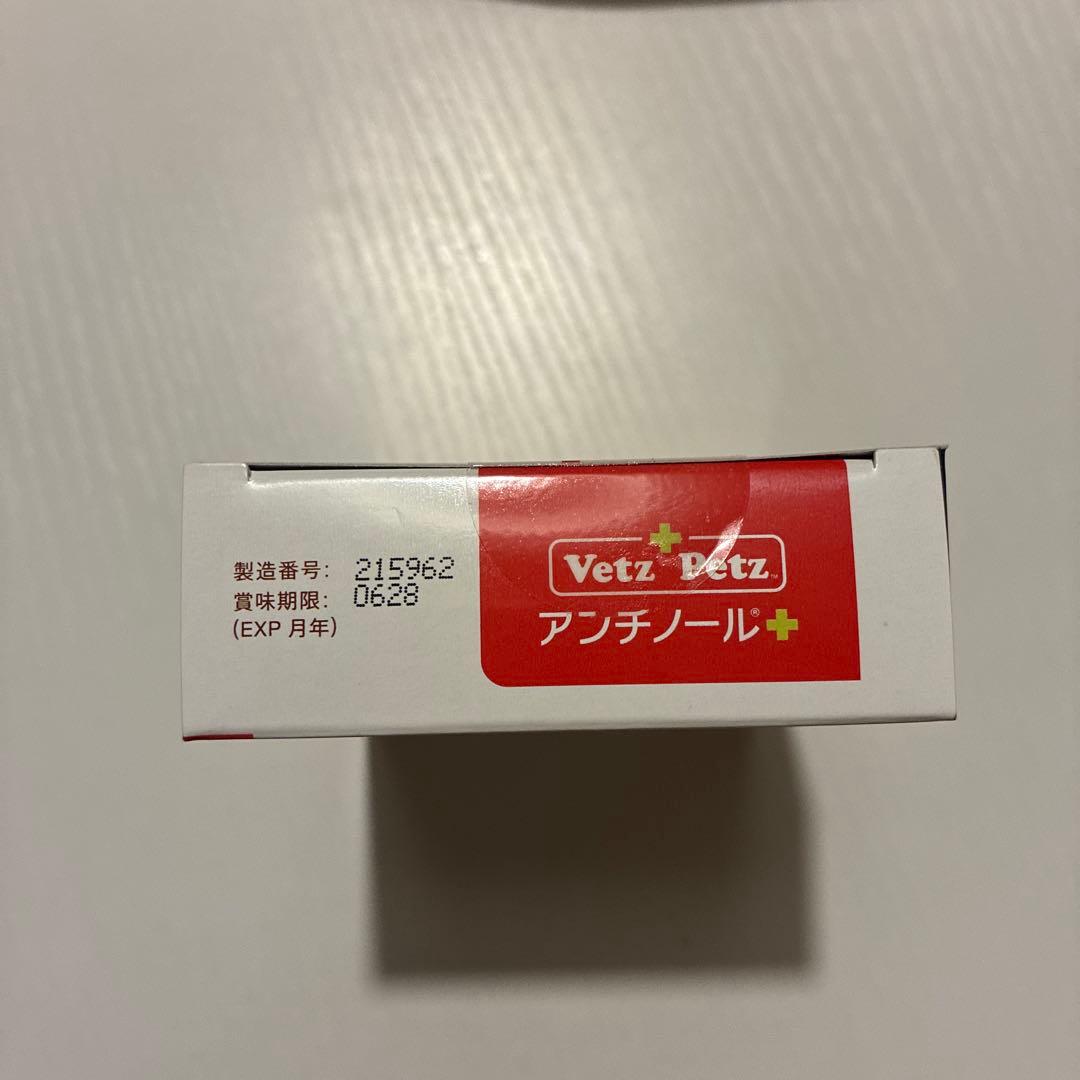 製造番号: 215962
賞味期限: 0628
(EXP 月年)
Vetz Petz™
アンチノール®